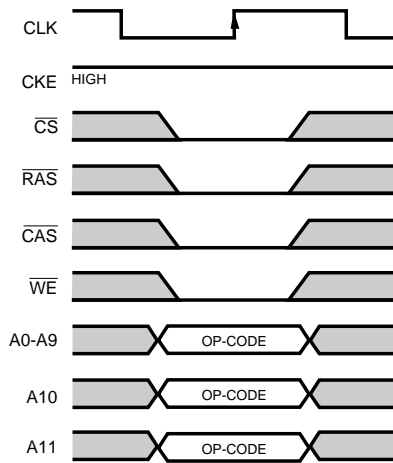 CLK
CKE HIGH
CS
RAS
CAS
WE
A0-A9 OP-CODE
A10 OP-CODE
A11 OP-CODE